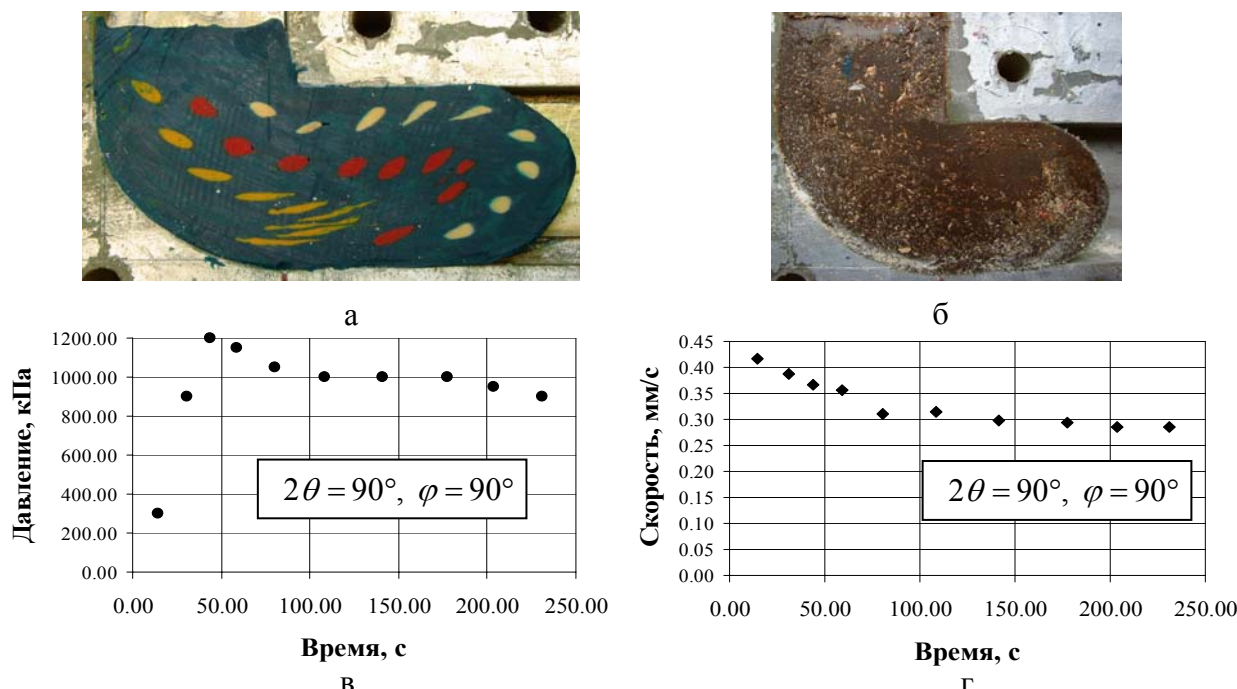 а
б
1200.00
1000.00
800.00
600.00
400.00
200.00
0.00
0.00
50.00
100.00
150.00
200.00
250.00
Давление, кПа
2θ = 90°, φ = 90°
Время, с
в
0.45
0.40
0.35
0.30
0.25
0.20
0.15
0.10
0.05
0.00
0.00
50.00
100.00
150.00
200.00
250.00
Скорость, мм/с
2θ = 90°, φ = 90°
Время, с
г